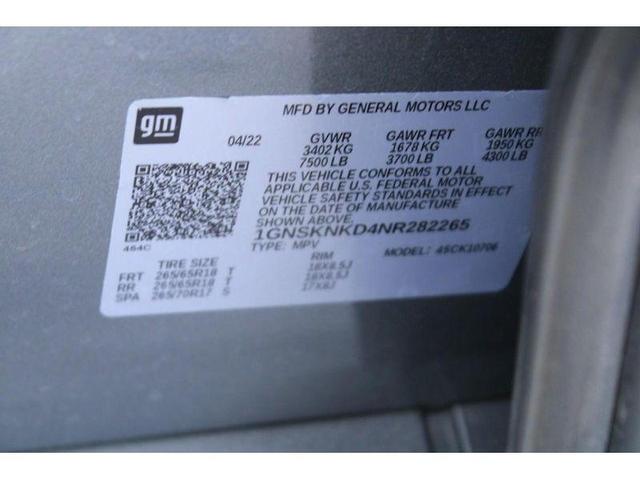 gm
MFD BY GENERAL MOTORS LLC
04/22 GVWR GAWR FRT GAWR RR
3402 KG 1678 KG 1950 KG
7500 LB 3700 LB 4300 LB
THIS VEHICLE CONFORMS TO ALL
APPLICABLE U.S. FEDERAL MOTOR
VEHICLE SAFETY STANDARDS IN EFFECT
ON THE DATE OF MANUFACTURE
SHOWN ABOVE.
1GNSKNKD4NR282265
464C
TYPE: MPV MODEL: 4SCK10706
TIRE SIZE RIM
FRT 265/65R18 T 18X8.5J
RR 265/65R18 T 18X8.5J
SPA 265/70R17 S 17X8J